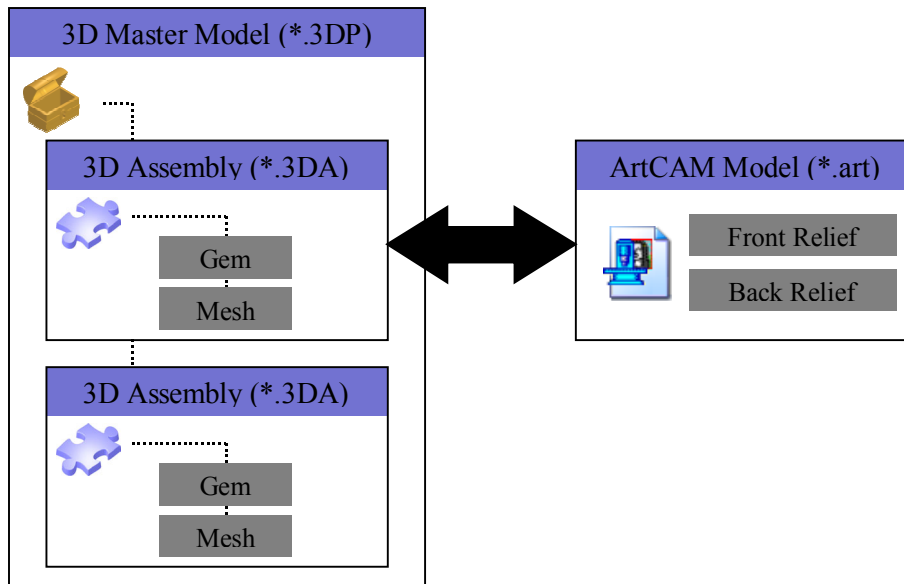 3D Master Model (*.3DP)
3D Assembly (*.3DA)
Gem
Mesh
3D Assembly (*.3DA)
Gem
Mesh
ArtCAM Model (*.art)
Front Relief
Back Relief